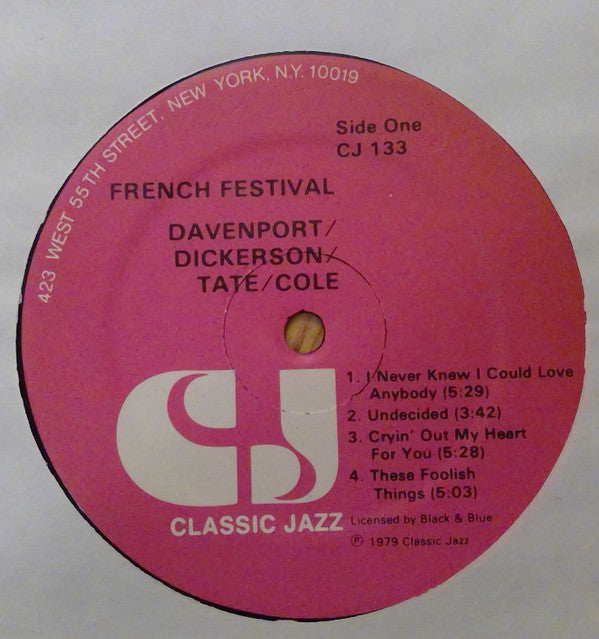 423 WEST 55TH STREET, NEW YORK, N.Y. 10019
Side One
CJ 133
FRENCH FESTIVAL
DAVENPORT/
DICKERSON/
TATE/COLE
1. I Never Knew I Could Love
Anybody (5:29)
2. Undecided (3:42)
3. Cryin' Out My Heart
For You (5:28)
4. These Foolish
Things (5:03)
CJ
CLASSIC JAZZ
Licensed by Black & Blue
℗ 1979 Classic Jazz